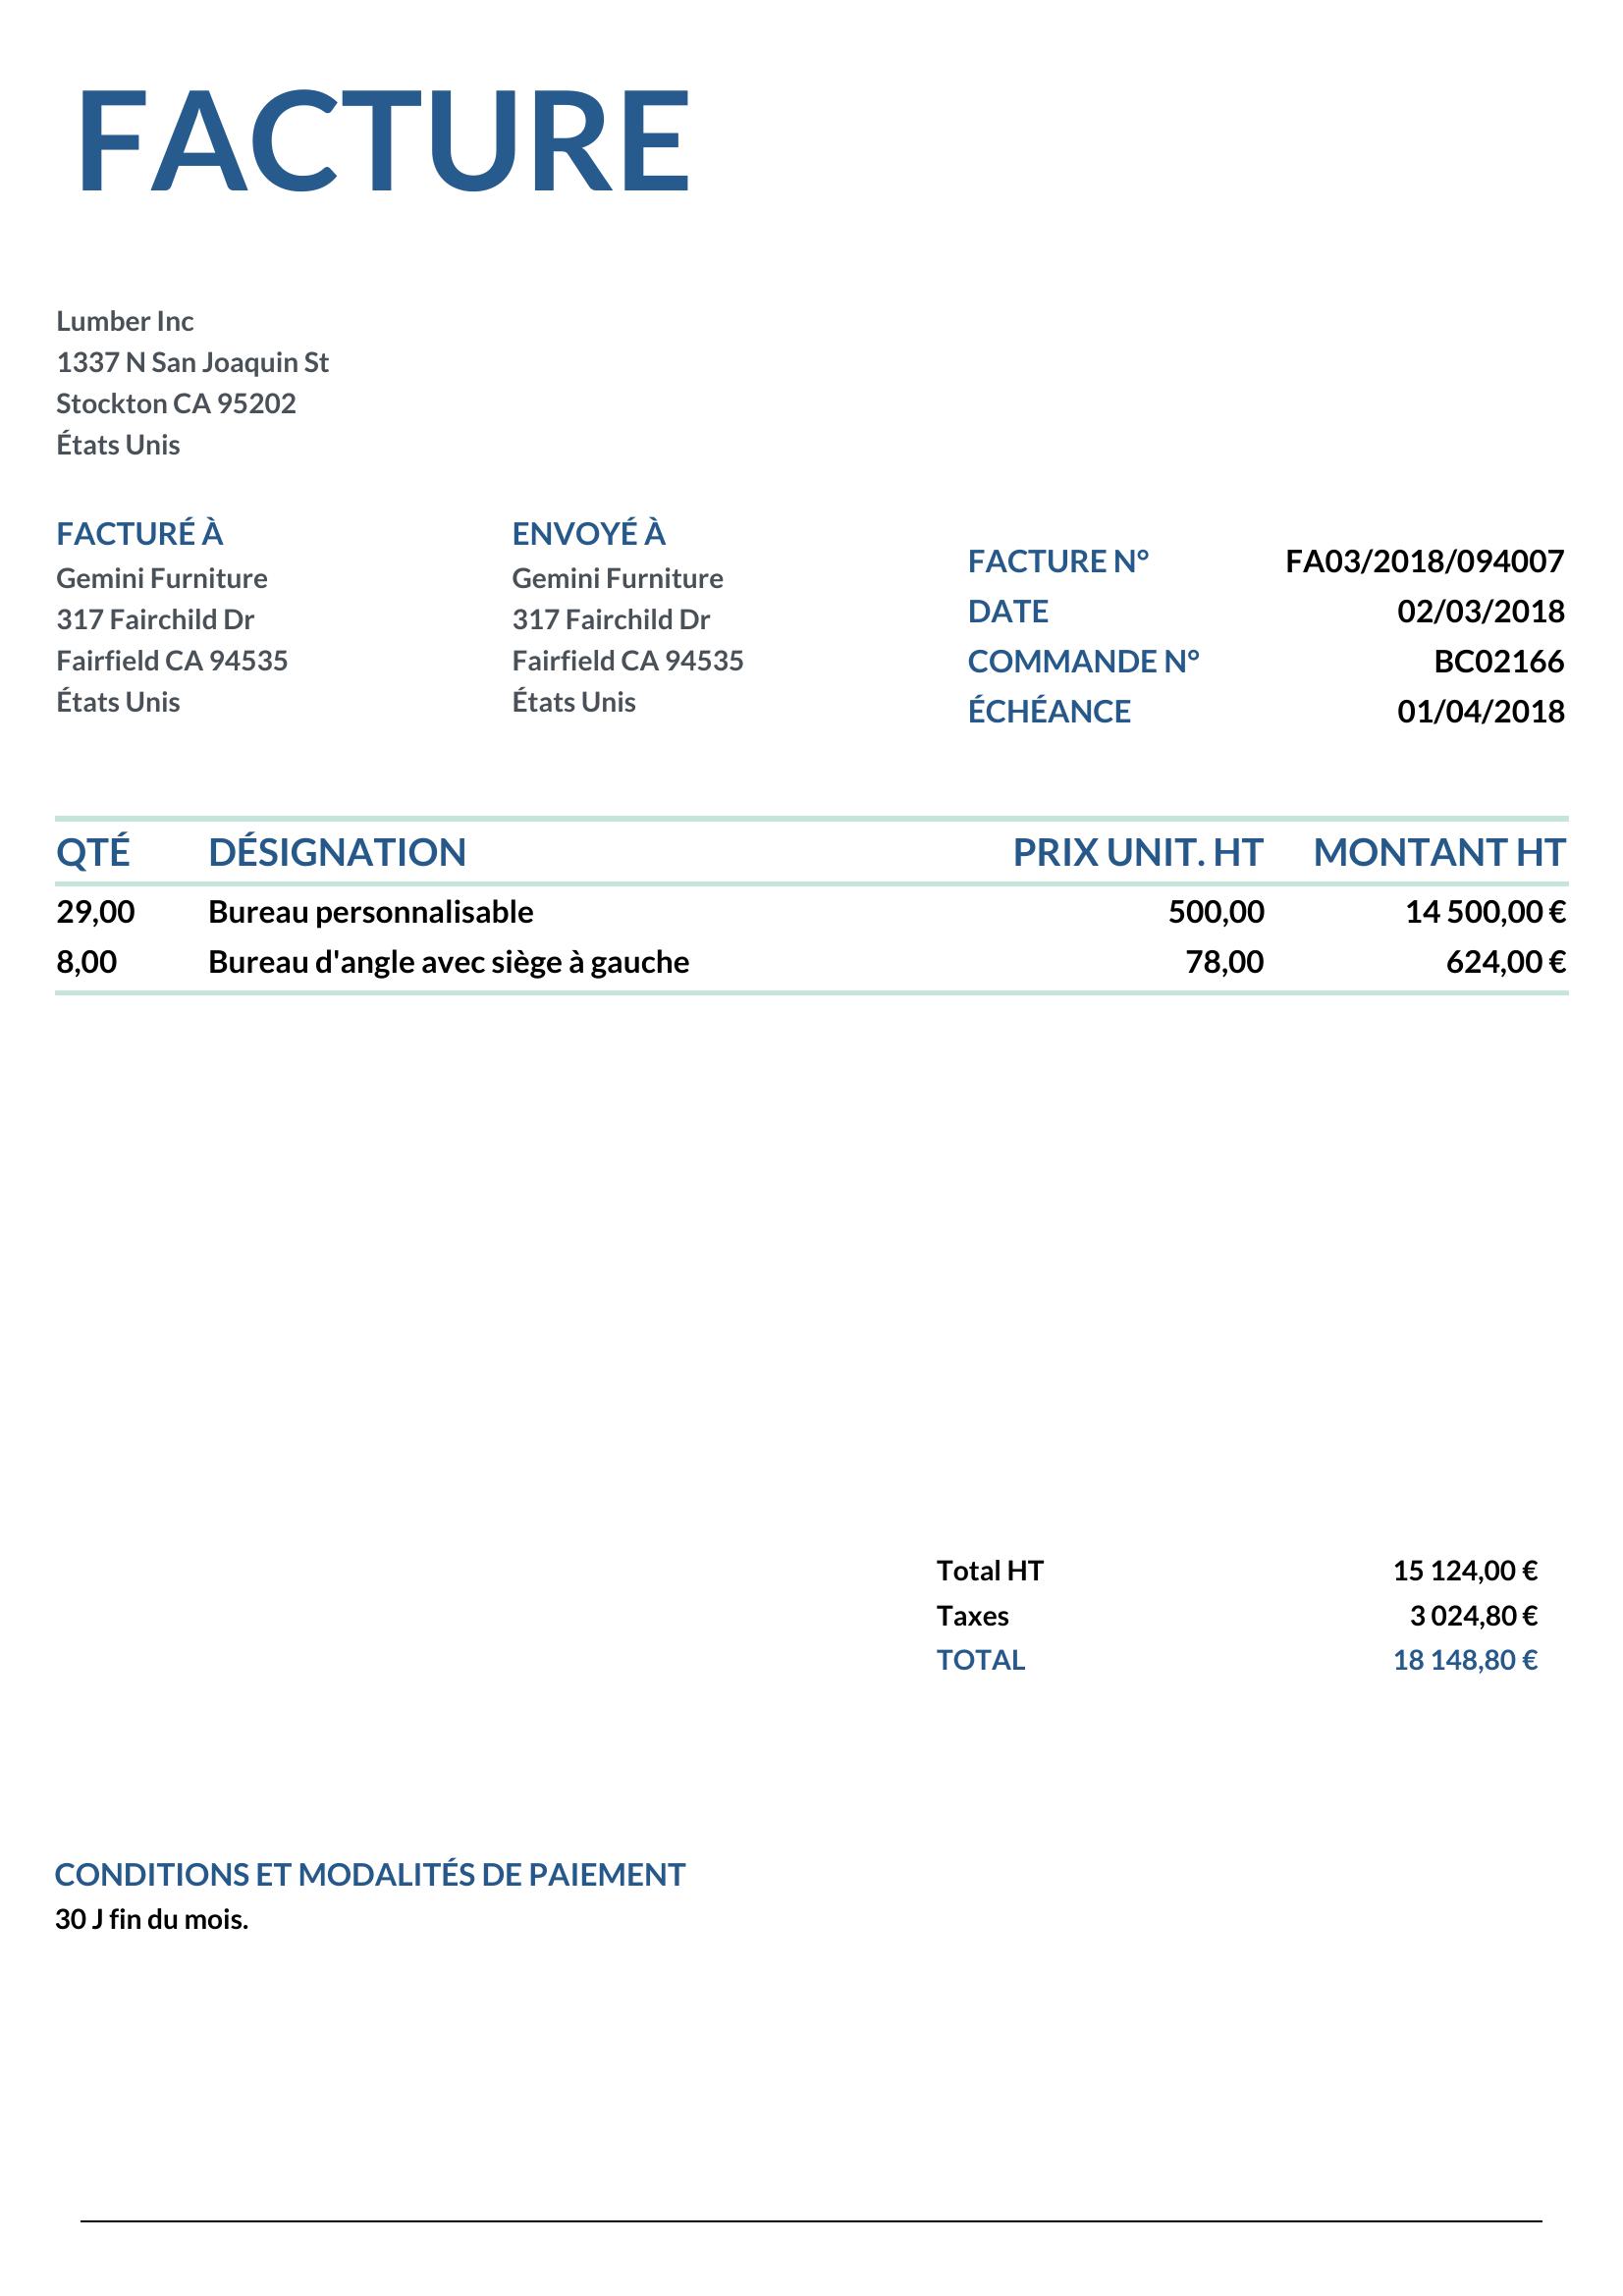 FACTURE
Lumber Inc
1337 N San Joaquin St
Stockton CA 95202
États Unis
FACTURÉ À
Gemini Furniture
317 Fairchild Dr
Fairfield CA 94535
États Unis
ENVOYÉ À
Gemini Furniture
317 Fairchild Dr
Fairfield CA 94535
États Unis
FACTURE N° FA03/2018/094007
DATE 02/03/2018
COMMANDE N° BC02166
ÉCHÉANCE 01/04/2018
QTÉ DÉSIGNATION PRIX UNIT. HT MONTANT HT
29,00 Bureau personnalisable 500,00 14 500,00 €
8,00 Bureau d'angle avec siège à gauche 78,00 624,00 €
Total HT 15 124,00 €
Taxes 3 024,80 €
TOTAL 18 148,80 €
CONDITIONS ET MODALITÉS DE PAIEMENT
30 J fin du mois.